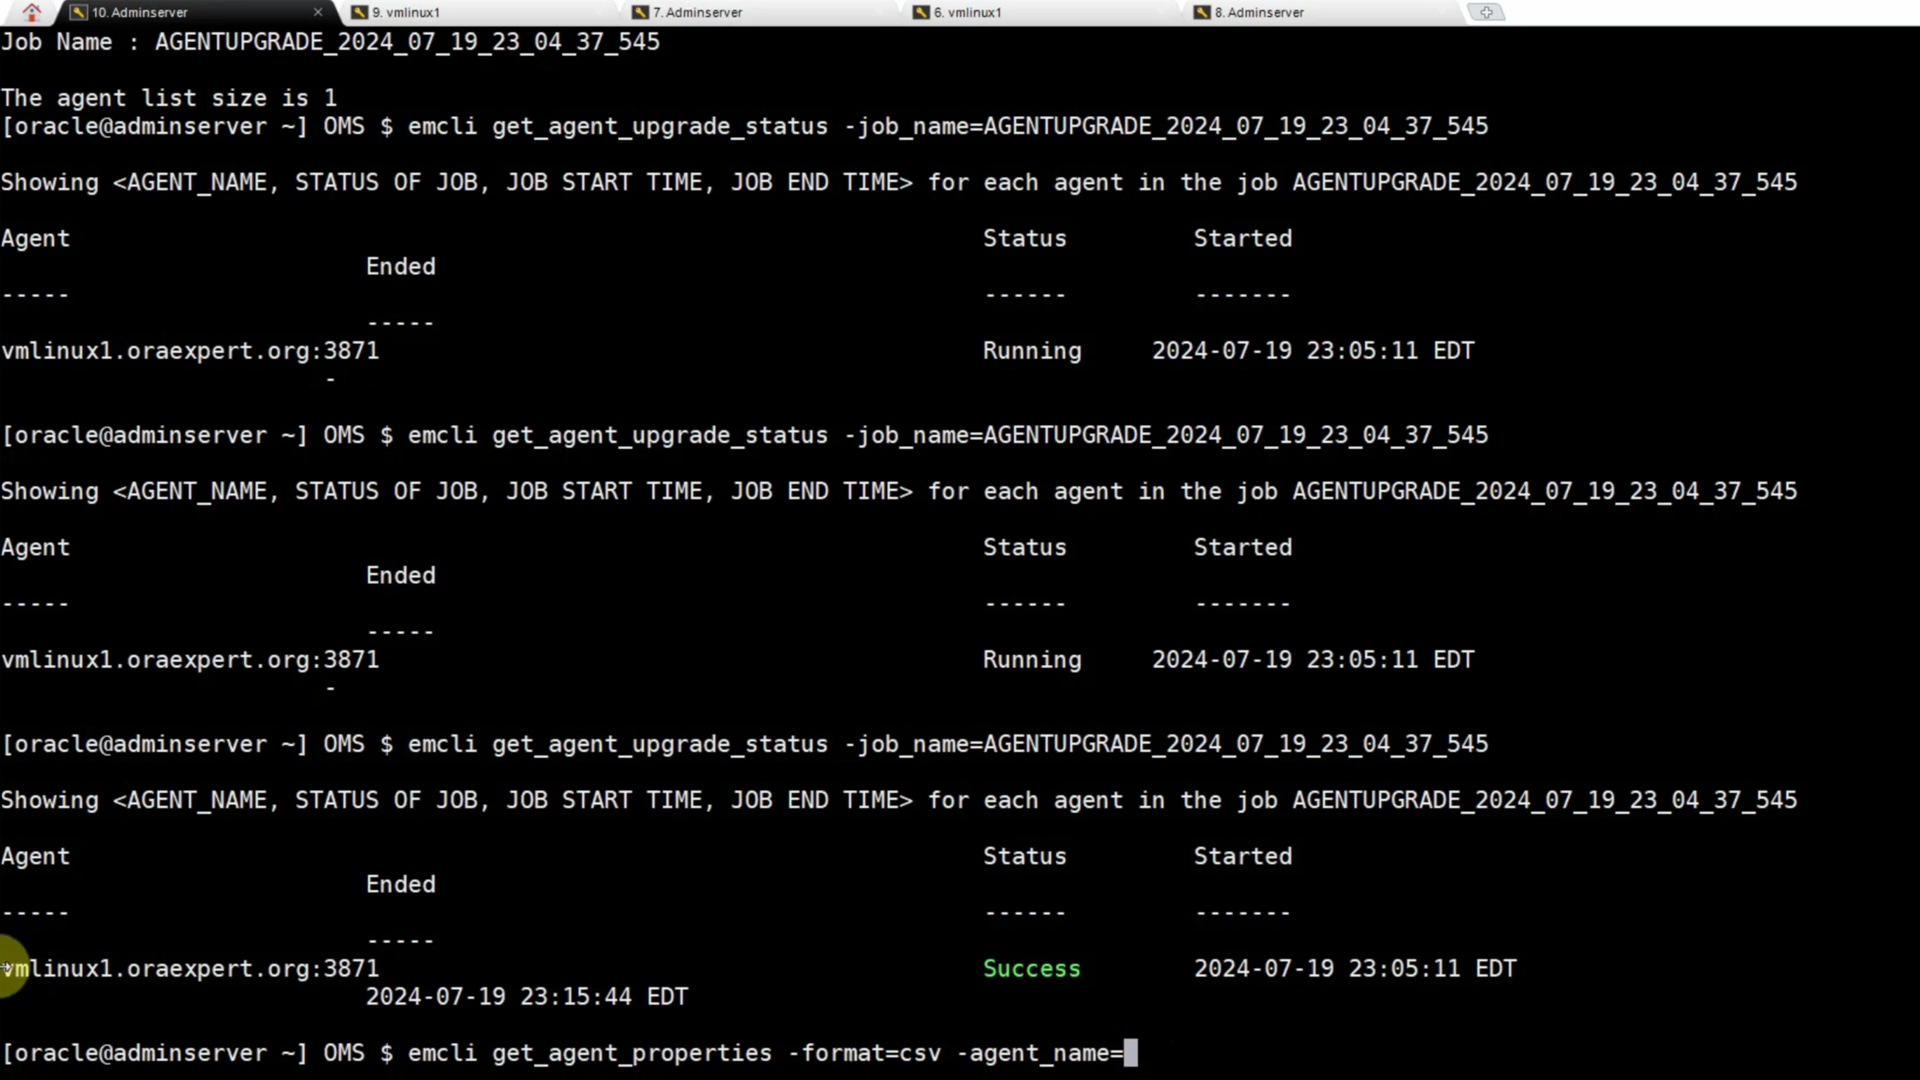 10. Adminserver
9. vmlinux1
7. Adminserver
6. vmlinux1
8. Adminserver
Job Name : AGENTUPGRADE_2024_07_19_23_04_37_545
The agent list size is 1
[oracle@adminserver ~] OMS $ emcli get_agent_upgrade_status -job_name=AGENTUPGRADE_2024_07_19_23_04_37_545
Showing <AGENT_NAME, STATUS OF JOB, JOB START TIME, JOB END TIME> for each agent in the job AGENTUPGRADE_2024_07_19_23_04_37_545
Agent Status Started
Ended
----- ------ -------
-----
vmlinux1.oraexpert.org:3871 Running 2024-07-19 23:05:11 EDT
-
[oracle@adminserver ~] OMS $ emcli get_agent_upgrade_status -job_name=AGENTUPGRADE_2024_07_19_23_04_37_545
Showing <AGENT_NAME, STATUS OF JOB, JOB START TIME, JOB END TIME> for each agent in the job AGENTUPGRADE_2024_07_19_23_04_37_545
Agent Status Started
Ended
----- ------ -------
-----
vmlinux1.oraexpert.org:3871 Running 2024-07-19 23:05:11 EDT
-
[oracle@adminserver ~] OMS $ emcli get_agent_upgrade_status -job_name=AGENTUPGRADE_2024_07_19_23_04_37_545
Showing <AGENT_NAME, STATUS OF JOB, JOB START TIME, JOB END TIME> for each agent in the job AGENTUPGRADE_2024_07_19_23_04_37_545
Agent Status Started
Ended
----- ------ -------
-----
vmlinux1.oraexpert.org:3871 Success 2024-07-19 23:05:11 EDT
2024-07-19 23:15:44 EDT
[oracle@adminserver ~] OMS $ emcli get_agent_properties -format=csv -agent_name=